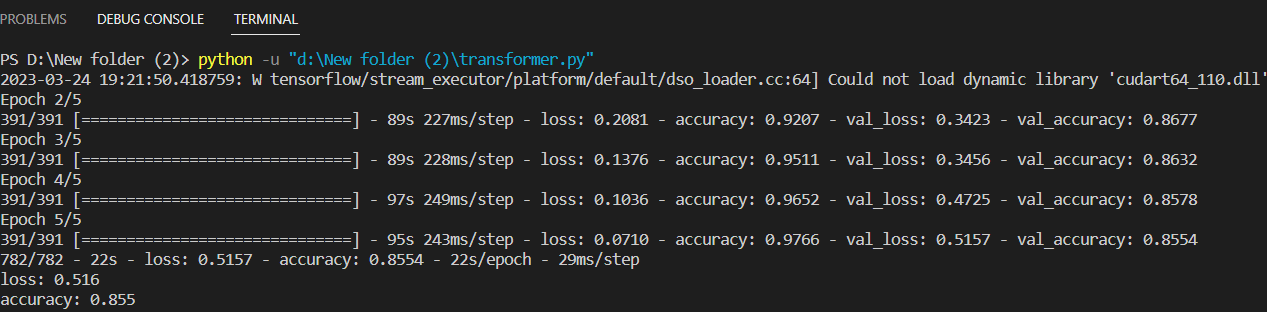 PROBLEMS DEBUG CONSOLE TERMINAL
PS D:\New folder (2)> python -u "d:\New folder (2)\transformer.py"
2023-03-24 19:21:50.418759: W tensorflow/stream_executor/platform/default/dso_loader.cc:64] Could not load dynamic library 'cudart64_110.dll'
Epoch 2/5
391/391 [==============================] - 89s 227ms/step - loss: 0.2081 - accuracy: 0.9207 - val_loss: 0.3423 - val_accuracy: 0.8677
Epoch 3/5
391/391 [==============================] - 89s 228ms/step - loss: 0.1376 - accuracy: 0.9511 - val_loss: 0.3456 - val_accuracy: 0.8632
Epoch 4/5
391/391 [==============================] - 97s 249ms/step - loss: 0.1036 - accuracy: 0.9652 - val_loss: 0.4725 - val_accuracy: 0.8578
Epoch 5/5
391/391 [==============================] - 95s 243ms/step - loss: 0.0710 - accuracy: 0.9766 - val_loss: 0.5157 - val_accuracy: 0.8554
782/782 - 22s - loss: 0.5157 - accuracy: 0.8554 - 22s/epoch - 29ms/step
loss: 0.516
accuracy: 0.855